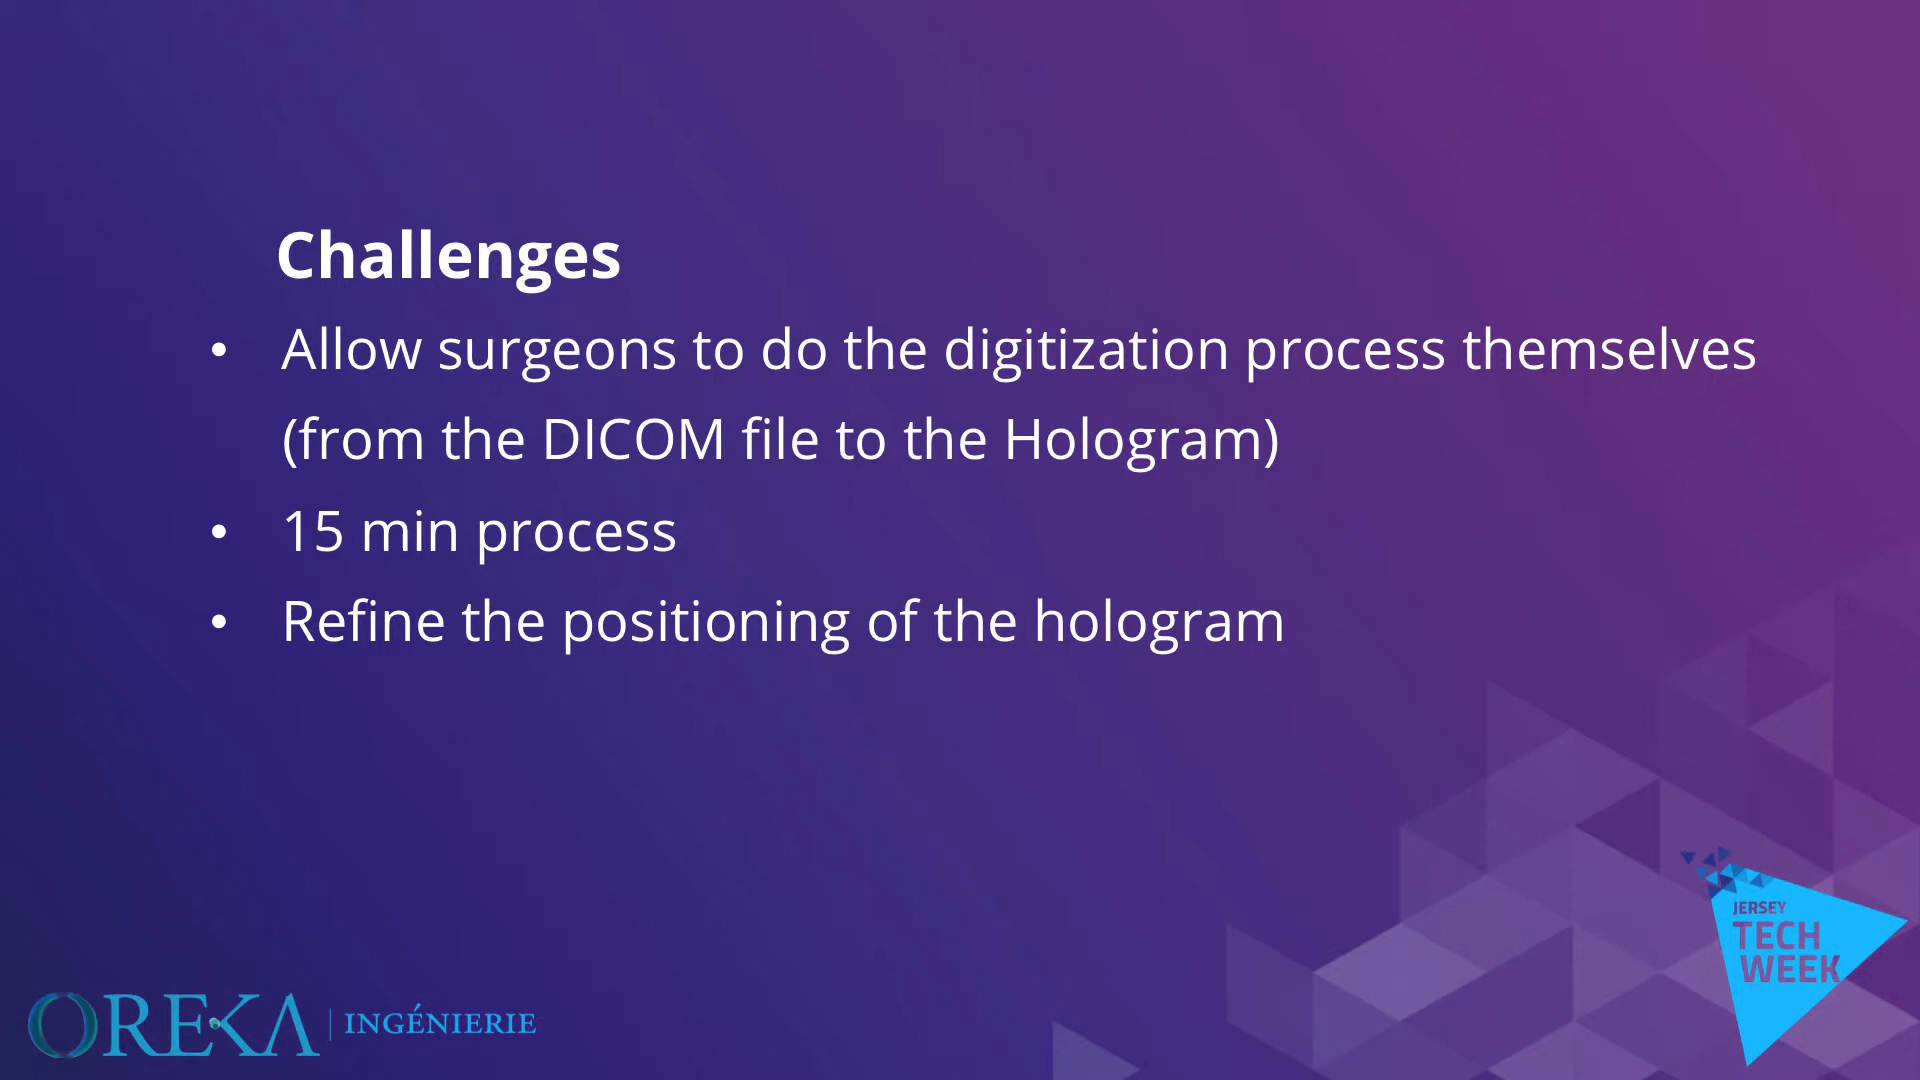 Challenges
• Allow surgeons to do the digitization process themselves
(from the DICOM file to the Hologram)
• 15 min process
• Refine the positioning of the hologram
JERSEY
TECH
WEEK
OREKA | INGÉNIERIE